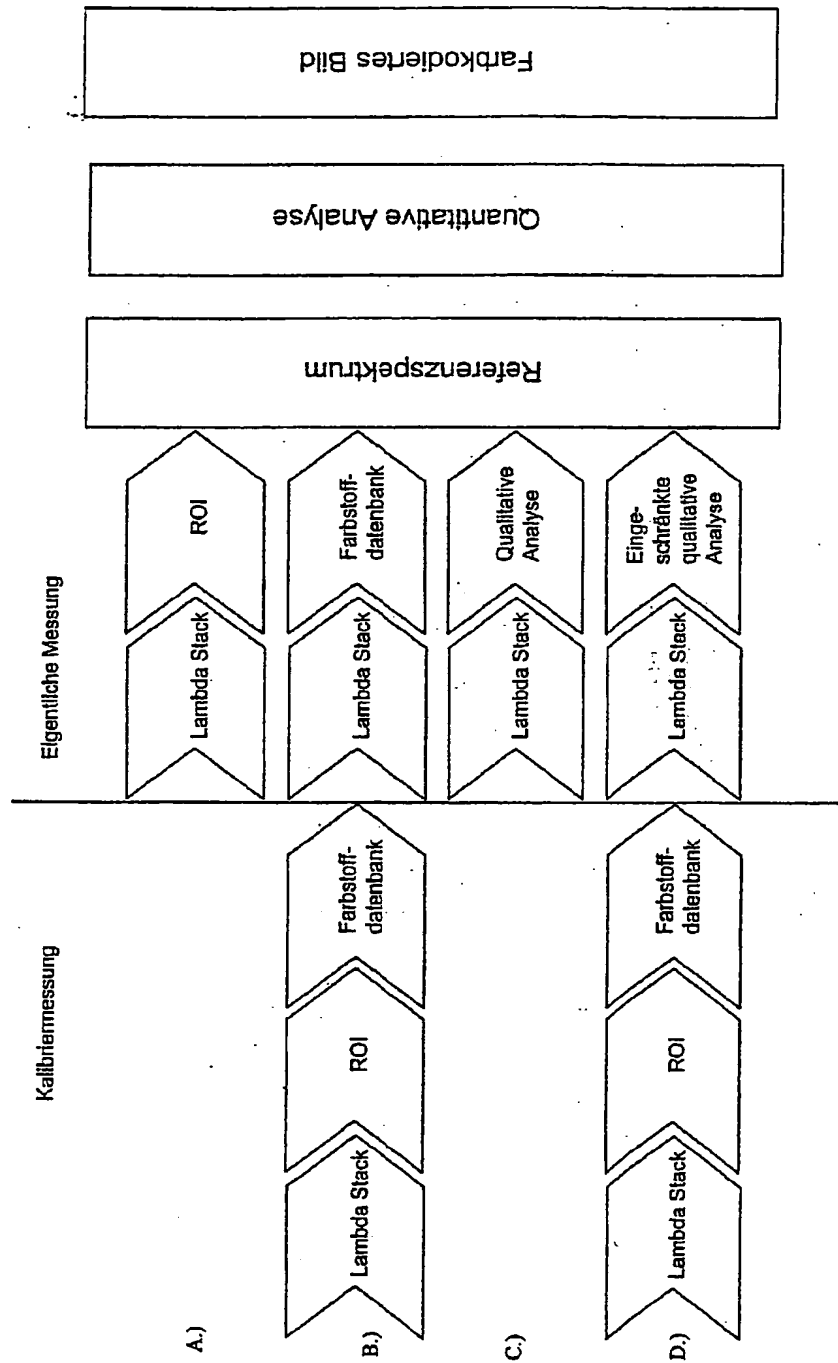 Kalibriermessung
Eigentliche Messung
A.)
Lambda Stack
ROI
B.)
Lambda Stack
ROI
Farbstoff-
datenbank
Lambda Stack
Farbstoff-
datenbank
C.)
Lambda Stack
Qualitative
Analyse
D.)
Lambda Stack
ROI
Farbstoff-
datenbank
Lambda Stack
Einge-
schränkte
qualitative
Analyse
Referenzspektrum
Quantitative Analyse
Farbkodiertes Bild